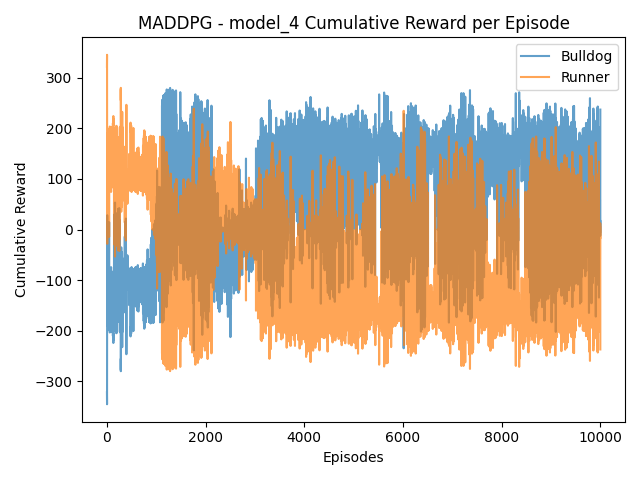 MADDPG - model_4 Cumulative Reward per Episode
Bulldog
Runner
Cumulative Reward
300
200
100
0
−100
−200
−300
0 2000 4000 6000 8000 10000
Episodes